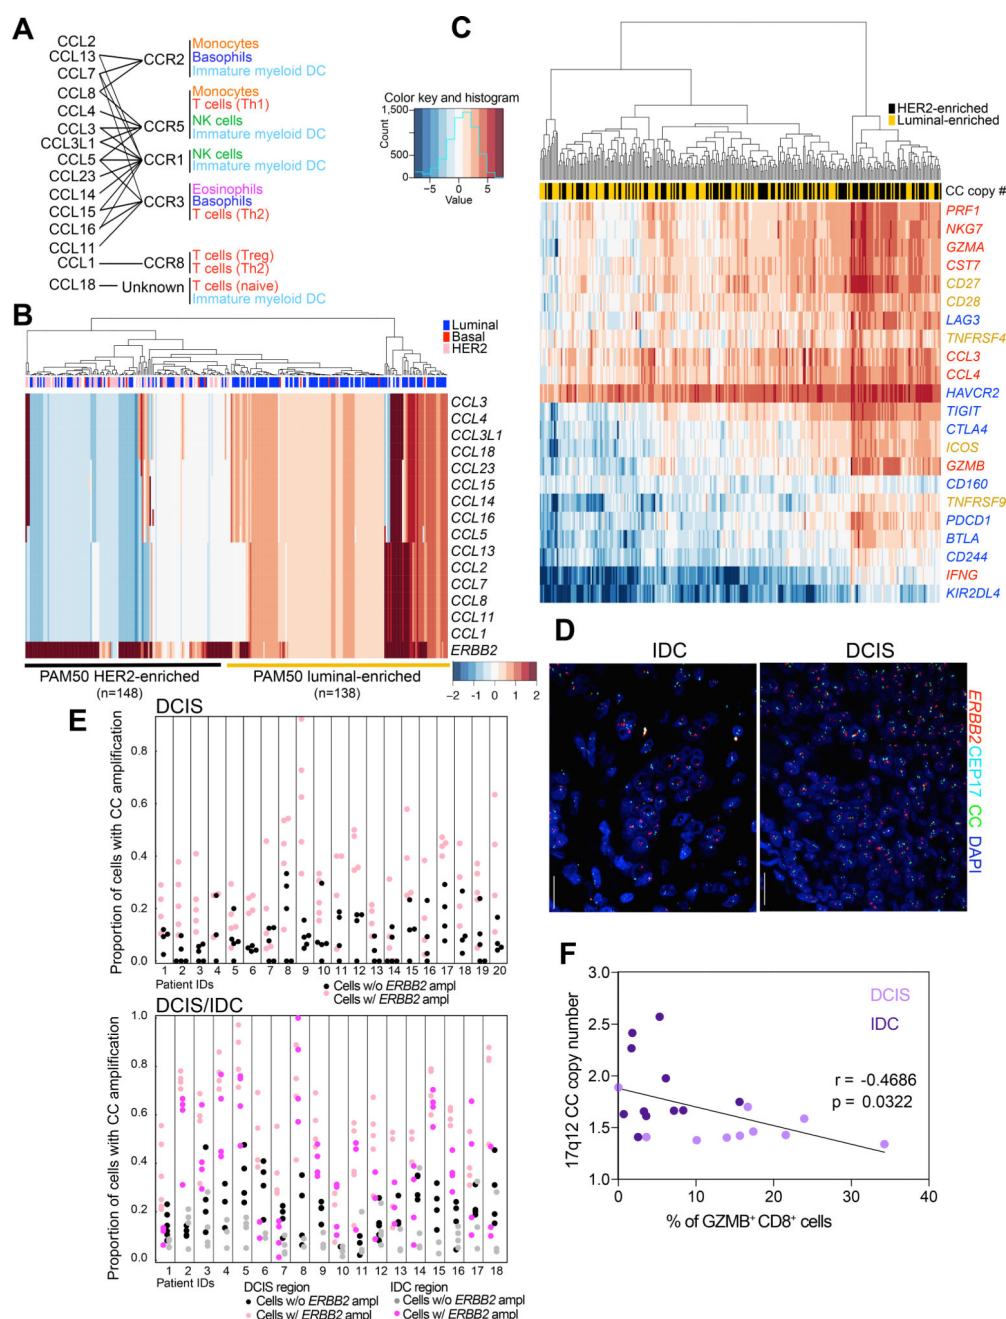 A
CCL2
CCL13
CCL7
CCL8
CCL4
CCL3
CCL3L1
CCL5
CCL23
CCL14
CCL15
CCL16
CCL11
CCL1
CCL18
CCR2
CCR5
CCR1
CCR3
CCR8
Unknown
Monocytes
Basophils
Immature myeloid DC
Monocytes
T cells (Th1)
NK cells
Immature myeloid DC
NK cells
Immature myeloid DC
Eosinophils
Basophils
T cells (Th2)
T cells (Treg)
T cells (Th2)
T cells (naive)
Immature myeloid DC
Color key and histogram
Count
1,500
500
0
-5 0 5
Value
B
Luminal
Basal
HER2
CCL3
CCL4
CCL3L1
CCL18
CCL23
CCL15
CCL14
CCL16
CCL5
CCL13
CCL2
CCL7
CCL8
CCL11
CCL1
ERBB2
PAM50 HER2-enriched
(n=148)
PAM50 luminal-enriched
(n=138)
−2 -1 0 1 2
C
HER2-enriched
Luminal-enriched
CC copy #
PRF1
NKG7
GZMA
CST7
CD27
CD28
LAG3
TNFRSF4
CCL3
CCL4
HAVCR2
TIGIT
CTLA4
ICOS
GZMB
CD160
TNFRSF9
PDCD1
BTLA
CD244
IFNG
KIR2DL4
D
IDC
DCIS
ERBB2 CEP17 CC DAPI
E
DCIS
Proportion of cells with CC amplification
0.8
0.6
0.4
0.2
0.0
1 2 3 4 5 6 7 8 9 10 11 12 13 14 15 16 17 18 19 20
Patient IDs
Cells w/o ERBB2 ampl
Cells w/ ERBB2 ampl
DCIS/IDC
Proportion of cells with CC amplification
1.0
0.8
0.6
0.4
0.2
0.0
1 2 3 4 5 6 7 8 9 10 11 12 13 14 15 16 17 18
Patient IDs
DCIS region
Cells w/o ERBB2 ampl
Cells w/ ERBB2 ampl
IDC region
Cells w/o ERBB2 ampl
Cells w/ ERBB2 ampl
F
17q12 CC copy number
3.0
2.5
2.0
1.5
1.0
DCIS
IDC
r = -0.4686
p = 0.0322
0 10 20 30 40
% of GZMB⁺ CD8⁺ cells